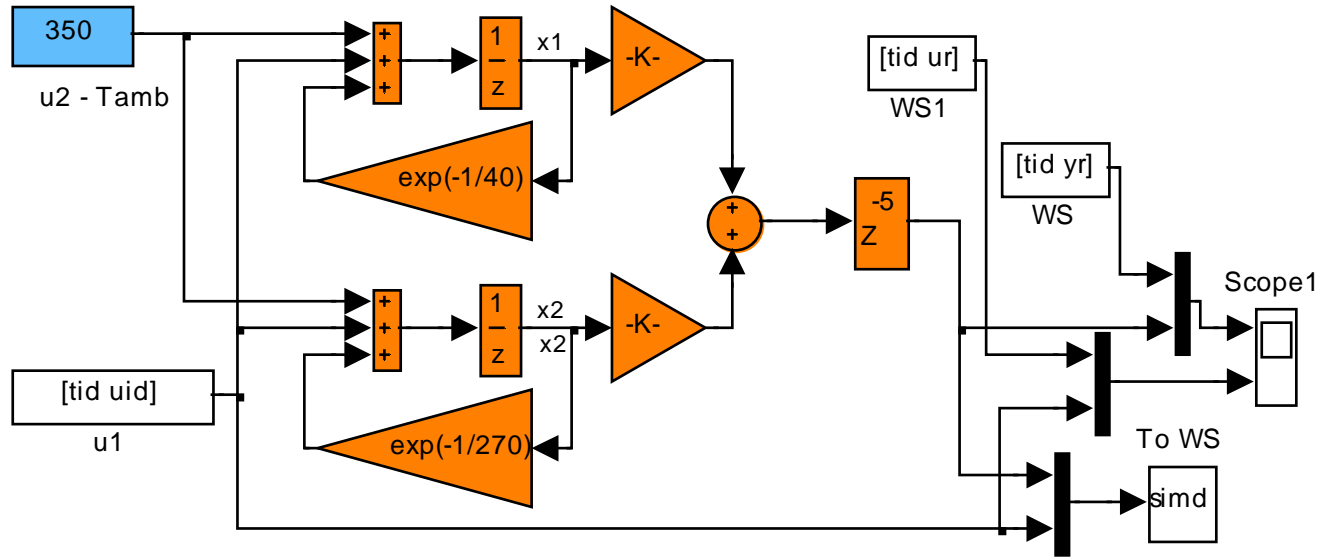 350
u2 - Tamb
+
+
+
1
z
x1
-K-
exp(-1/40)
[tid ur]
WS1
[tid yr]
WS
+
+
-5
Z
Scope1
+
+
+
1
z
x2
x2
-K-
exp(-1/270)
[tid uid]
u1
To WS
simd